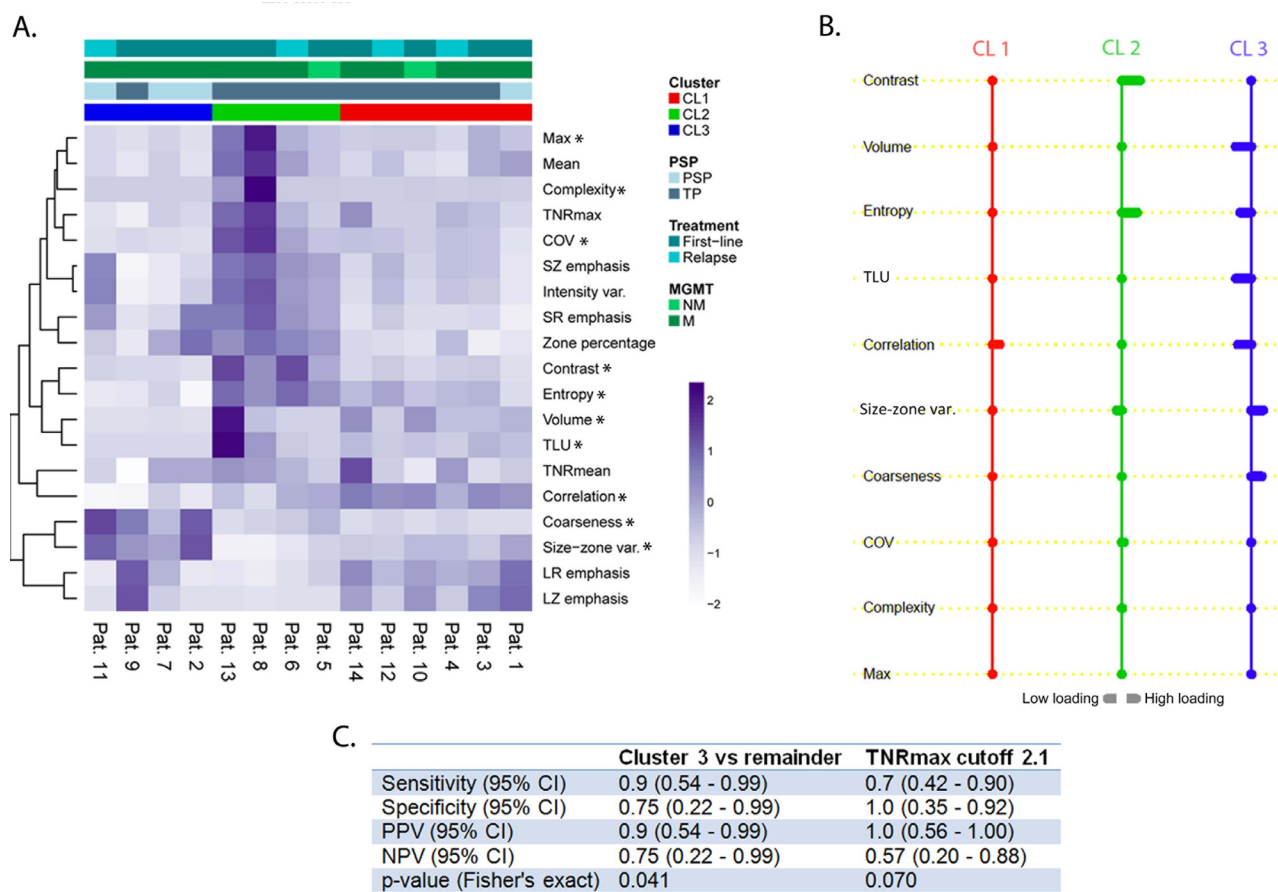 A.
Cluster
CL1
CL2
CL3
PSP
PSP
TP
Treatment
First-line
Relapse
MGMT
NM
M
Max *
Mean
Complexity*
TNRmax
COV *
SZ emphasis
Intensity var.
SR emphasis
Zone percentage
Contrast *
Entropy *
Volume *
TLU *
TNRmean
Correlation *
Coarseness *
Size-zone var. *
LR emphasis
LZ emphasis
2
1
0
-1
-2
Pat. 11
Pat. 9
Pat. 7
Pat. 2
Pat. 13
Pat. 8
Pat. 6
Pat. 5
Pat. 14
Pat. 12
Pat. 10
Pat. 4
Pat. 3
Pat. 1
B.
CL 1 CL 2 CL 3
Contrast
Volume
Entropy
TLU
Correlation
Size-zone var.
Coarseness
COV
Complexity
Max
Low loading High loading
C.
Cluster 3 vs remainder TNRmax cutoff 2.1
Sensitivity (95% CI) 0.9 (0.54 - 0.99) 0.7 (0.42 - 0.90)
Specificity (95% CI) 0.75 (0.22 - 0.99) 1.0 (0.35 - 0.92)
PPV (95% CI) 0.9 (0.54 - 0.99) 1.0 (0.56 - 1.00)
NPV (95% CI) 0.75 (0.22 - 0.99) 0.57 (0.20 - 0.88)
p-value (Fisher's exact) 0.041 0.070